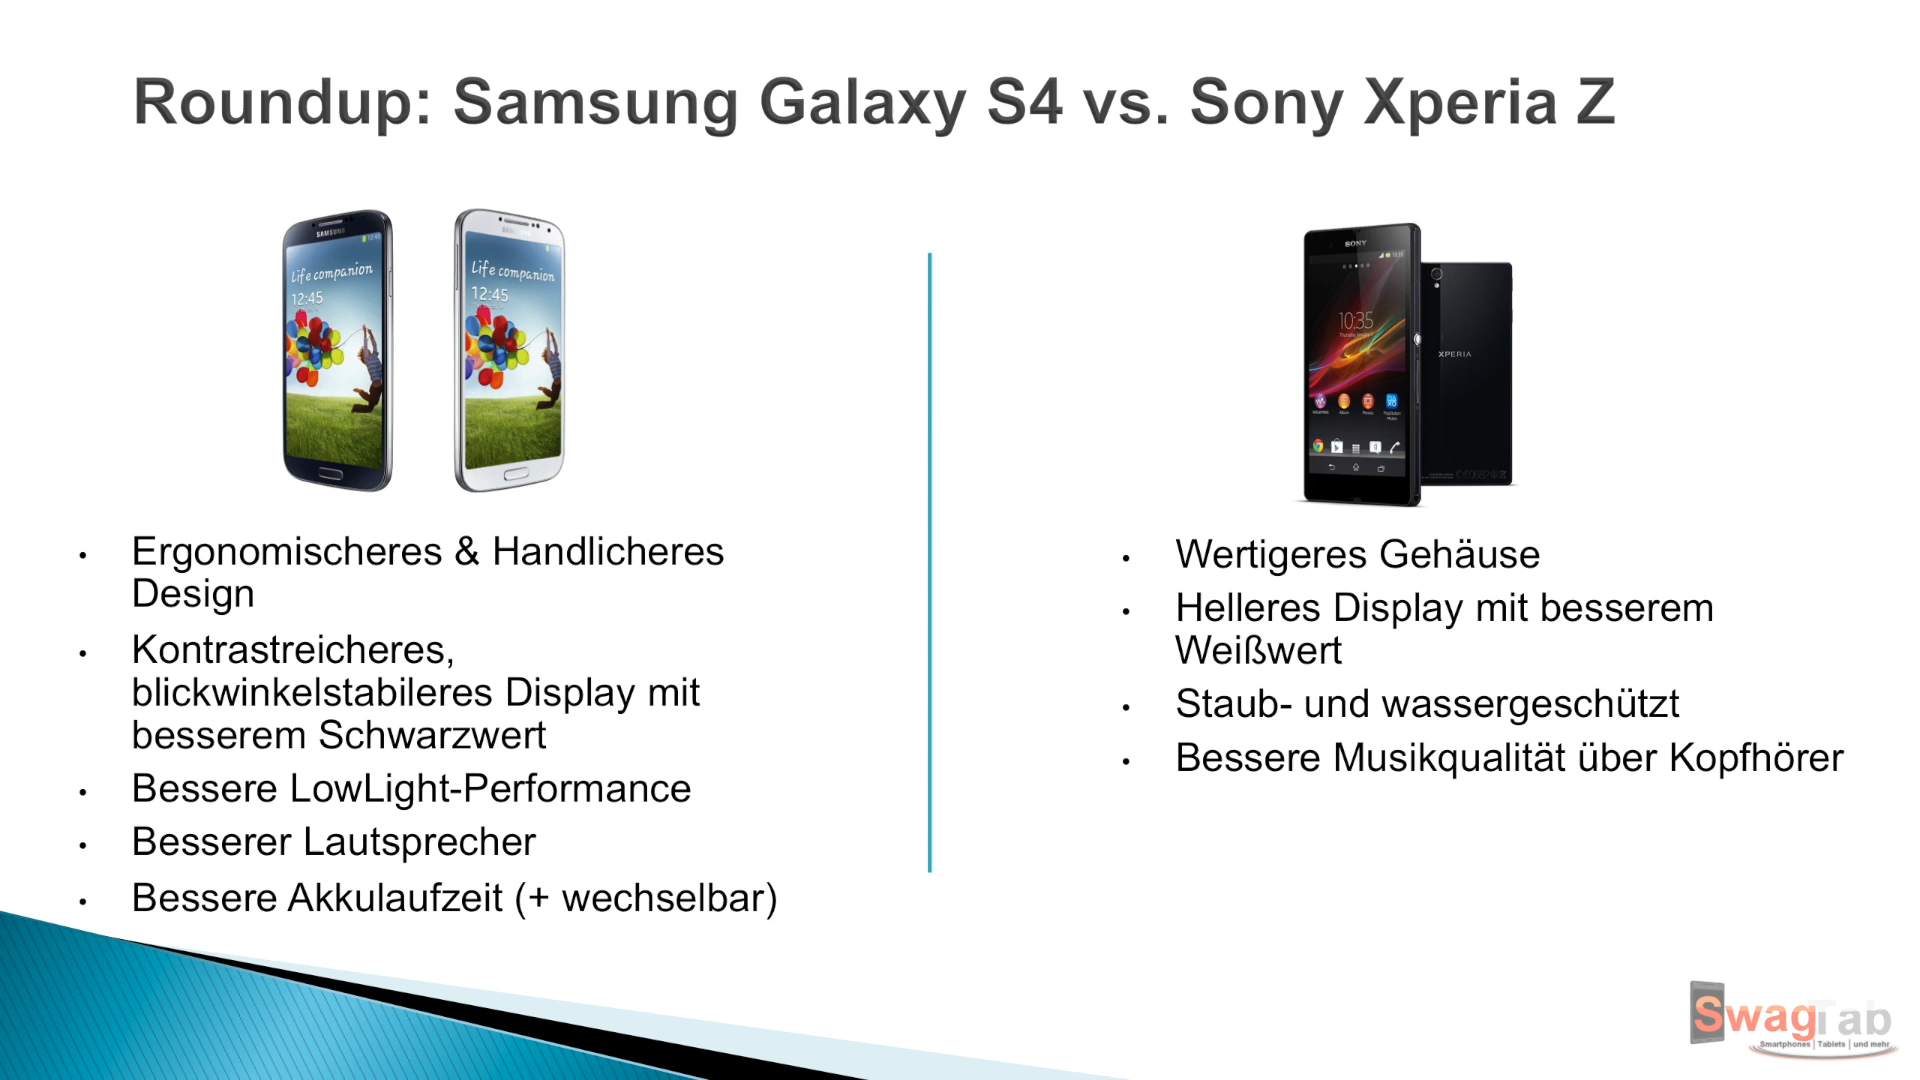 Roundup: Samsung Galaxy S4 vs. Sony Xperia Z
SAMSUNG
Life companion
12:45
Life companion
12:45
SONY
10:35
XPERIA
• Ergonomischeres & Handlicheres
Design
• Kontrastreicheres,
blickwinkelstabileres Display mit
besserem Schwarzwert
• Bessere LowLight-Performance
• Besserer Lautsprecher
• Bessere Akkulaufzeit (+ wechselbar)
• Wertigeres Gehäuse
• Helleres Display mit besserem
Weißwert
• Staub- und wassergeschützt
• Bessere Musikqualität über Kopfhörer
SwagTab
Smartphones | Tablets | und mehr